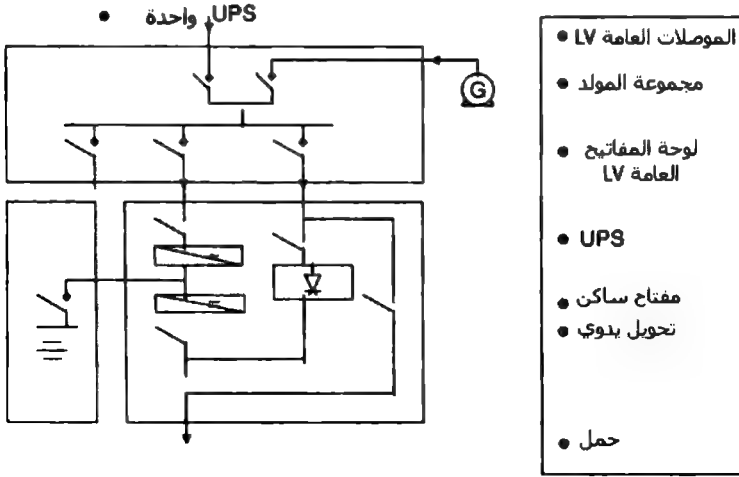 ● UPS واحدة
G
● الموصلات العامة LV
● مجموعة المولد
● لوحة المفاتيح
العامة LV
● UPS
● مفتاح ساكن
● تحويل يدوي
● حمل